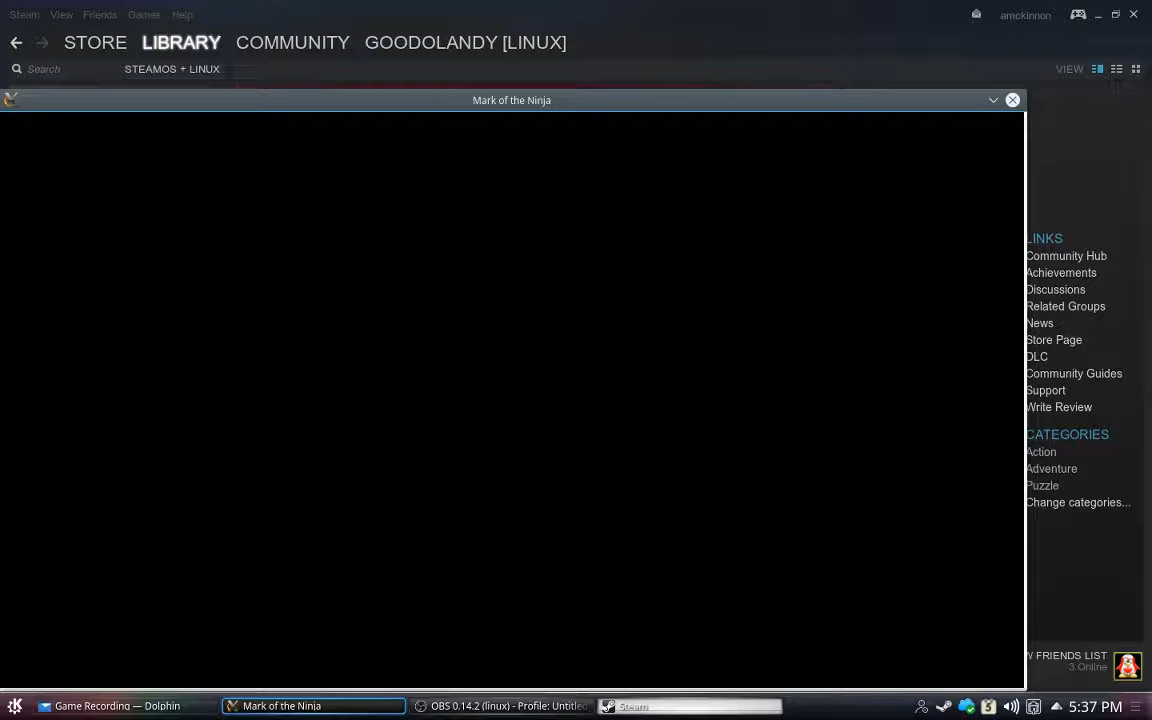 Steam View Friends Games Help amckinnon
STORE LIBRARY COMMUNITY GOODOLANDY [LINUX]
Search STEAMOS + LINUX VIEW
Mark of the Ninja
LINKS
Community Hub
Achievements
Discussions
Related Groups
News
Store Page
DLC
Community Guides
Support
Write Review
CATEGORIES
Action
Adventure
Puzzle
Change categories...
W FRIENDS LIST
3 Online
Game Recording — Dolphin Mark of the Ninja OBS 0.14.2 (linux) - Profile: Untitled Steam 5:37 PM